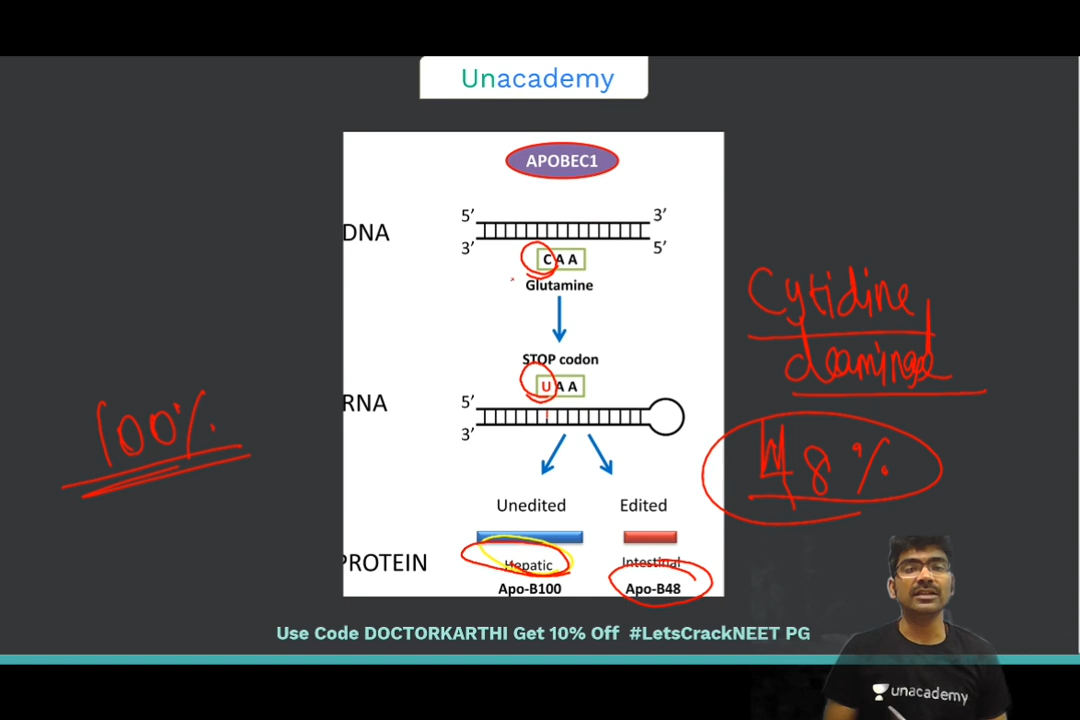 Unacademy
APOBEC1
5′ 3′
DNA
3′ 5′
CAA
Glutamine
Cytidine
deaminase
STOP codon
UAA
5′
RNA
3′
100%
48%
Unedited Edited
PROTEIN
Hepatic Intestinal
Apo-B100 Apo-B48
Use Code DOCTORKARTHI Get 10% Off #LetsCrackNEET PG
unacademy